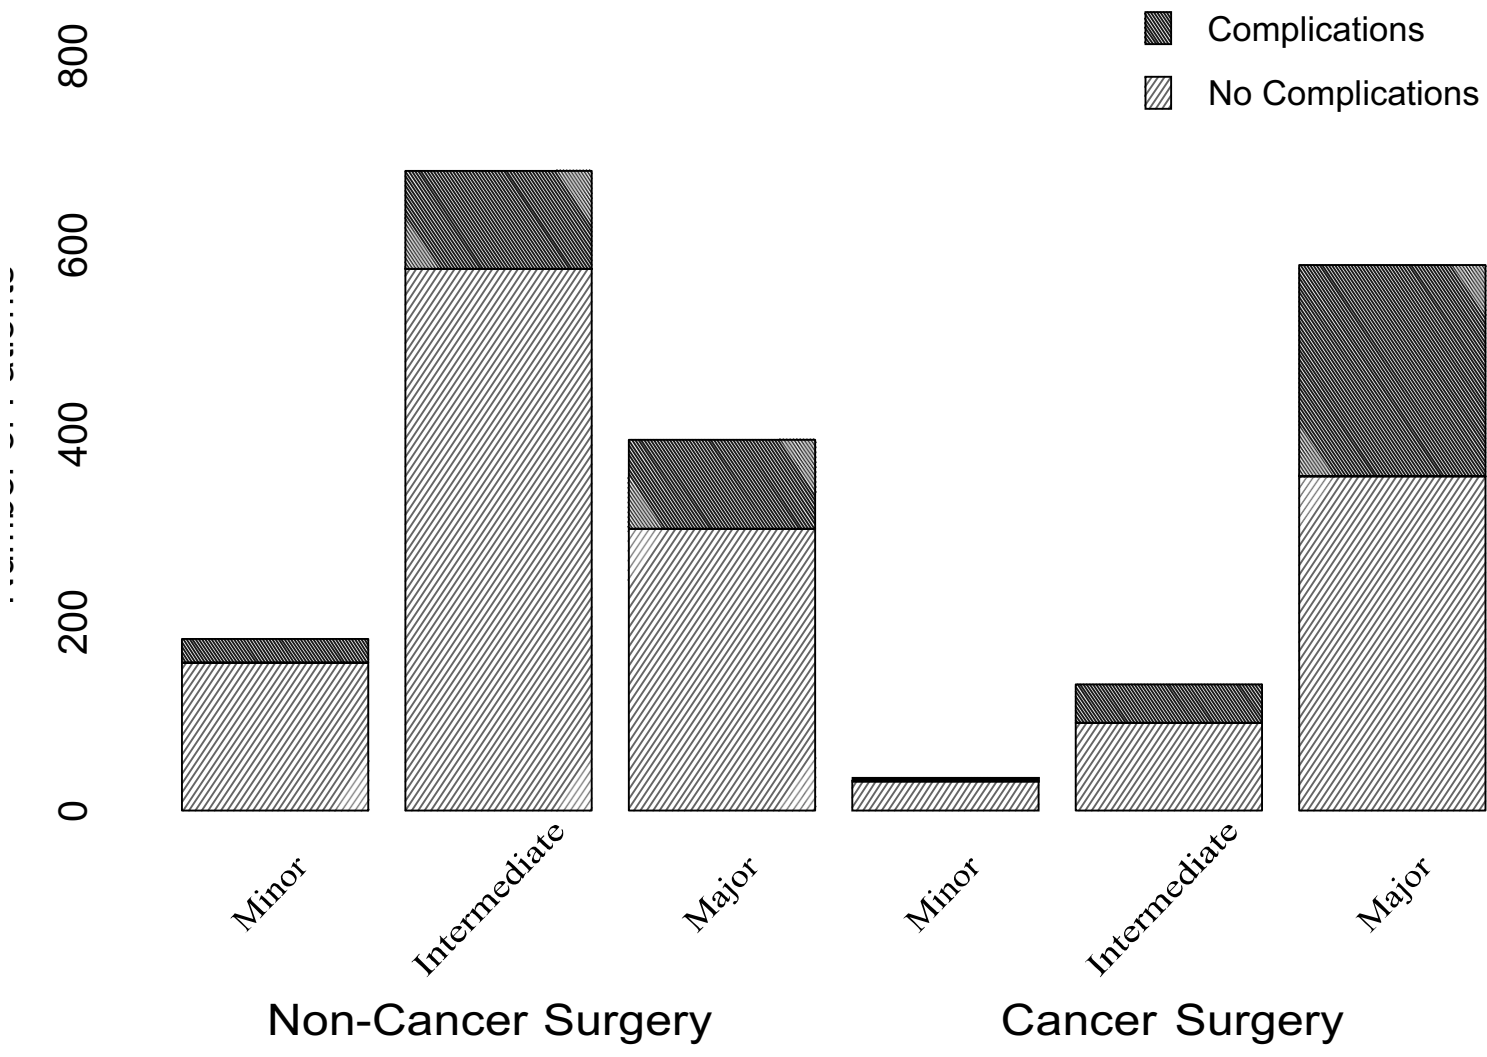 Complications
No Complications
800
600
400
200
0
Minor
Intermediate
Major
Minor
Intermediate
Major
Non-Cancer Surgery
Cancer Surgery